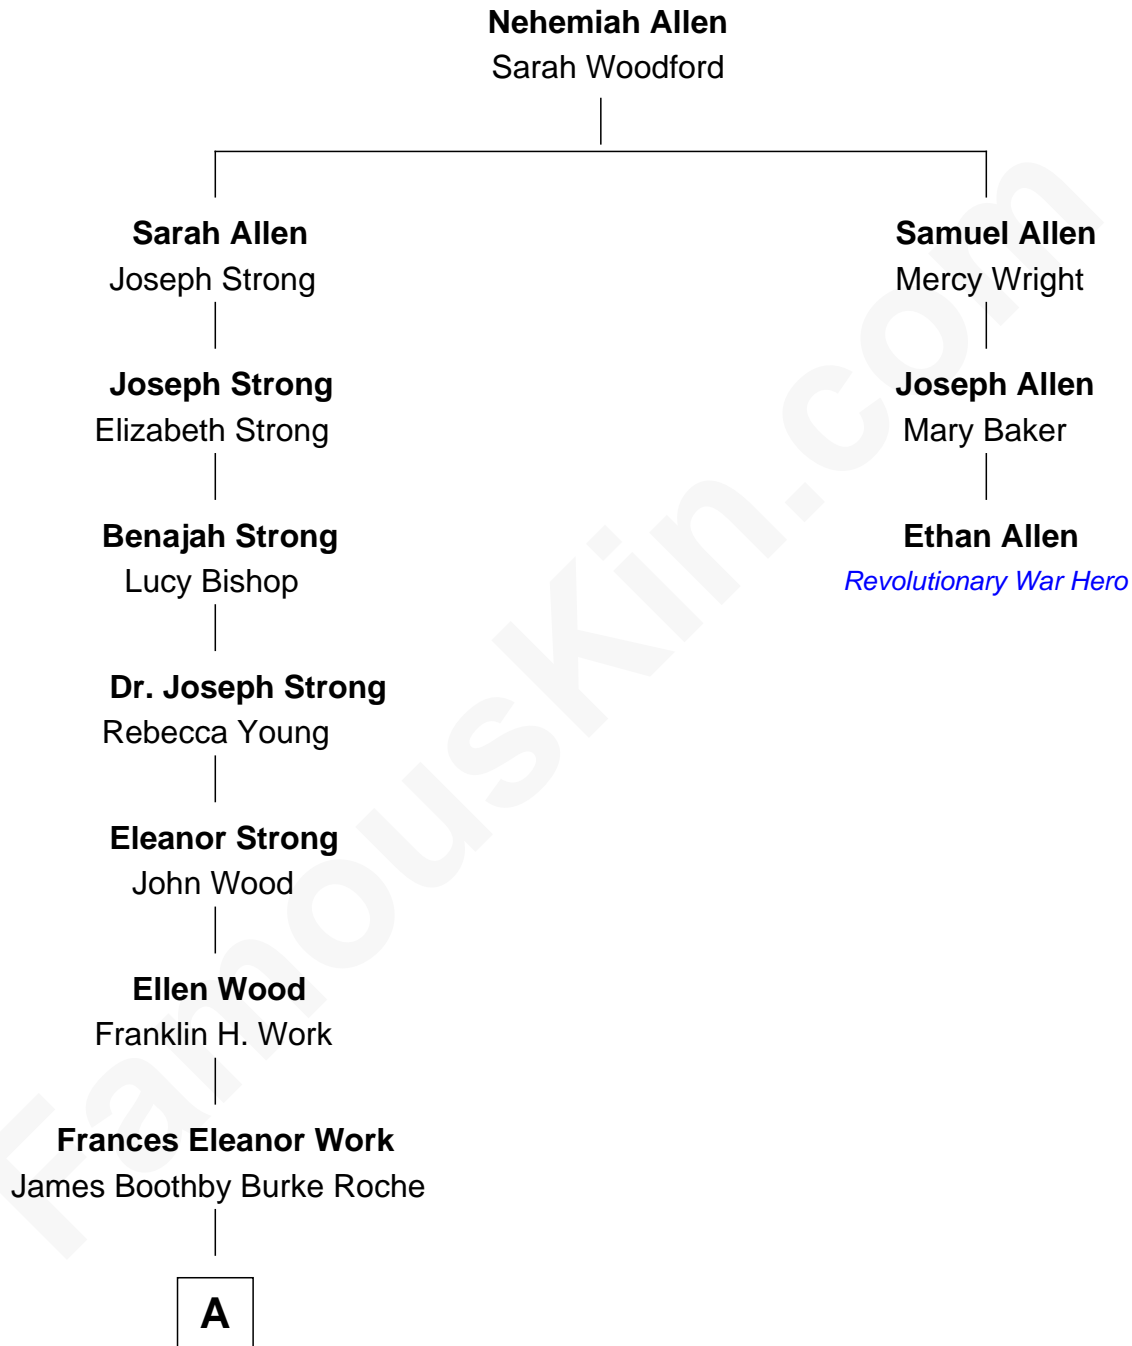 Nehemiah Allen
Sarah Woodford
Sarah Allen
Joseph Strong
Samuel Allen
Mercy Wright
Joseph Strong
Elizabeth Strong
Joseph Allen
Mary Baker
Benajah Strong
Lucy Bishop
Ethan Allen
Revolutionary War Hero
Dr. Joseph Strong
Rebecca Young
Eleanor Strong
John Wood
Ellen Wood
Franklin H. Work
Frances Eleanor Work
James Boothby Burke Roche
A
FamousKin.com